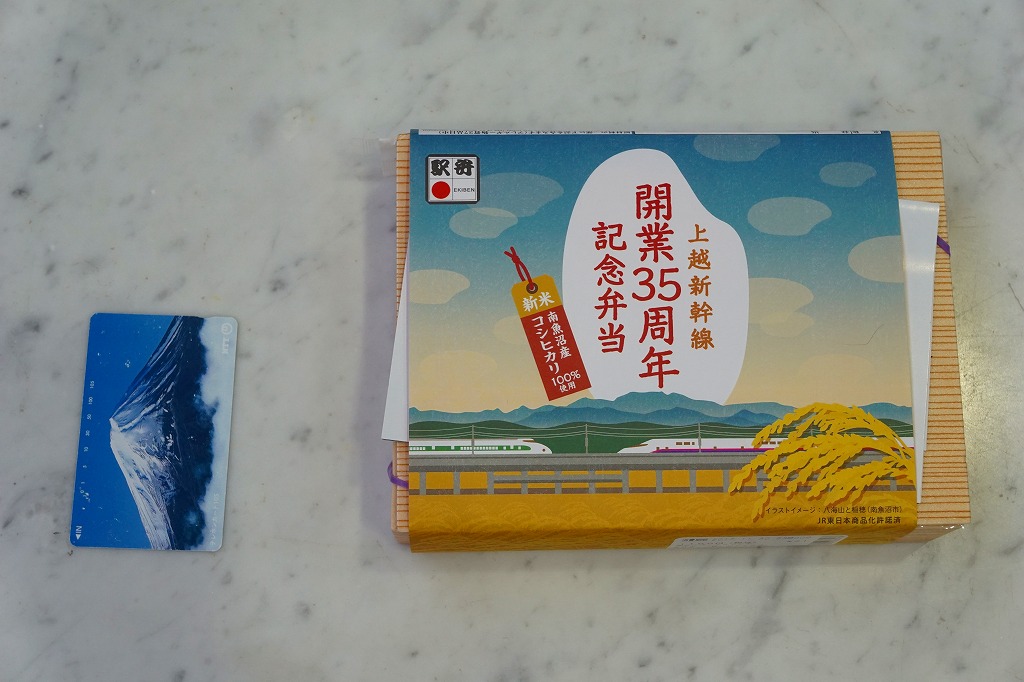 駅弁
EKIBEN
上越新幹線
開業35周年
記念弁当
新米
南魚沼産
コシヒカリ
100%
使用
イラストイメージ：八海山と稲穂（南魚沼市）
JR東日本商品化許諾済